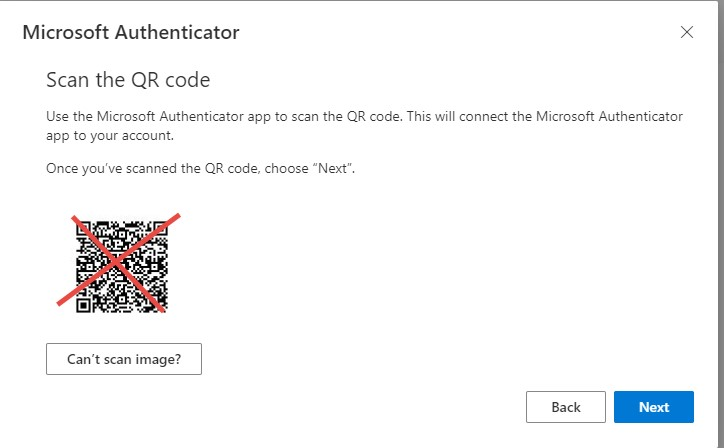 Microsoft Authenticator
Scan the QR code
Use the Microsoft Authenticator app to scan the QR code. This will connect the Microsoft Authenticator
app to your account.
Once you've scanned the QR code, choose “Next”.
Can't scan image?
Back
Next